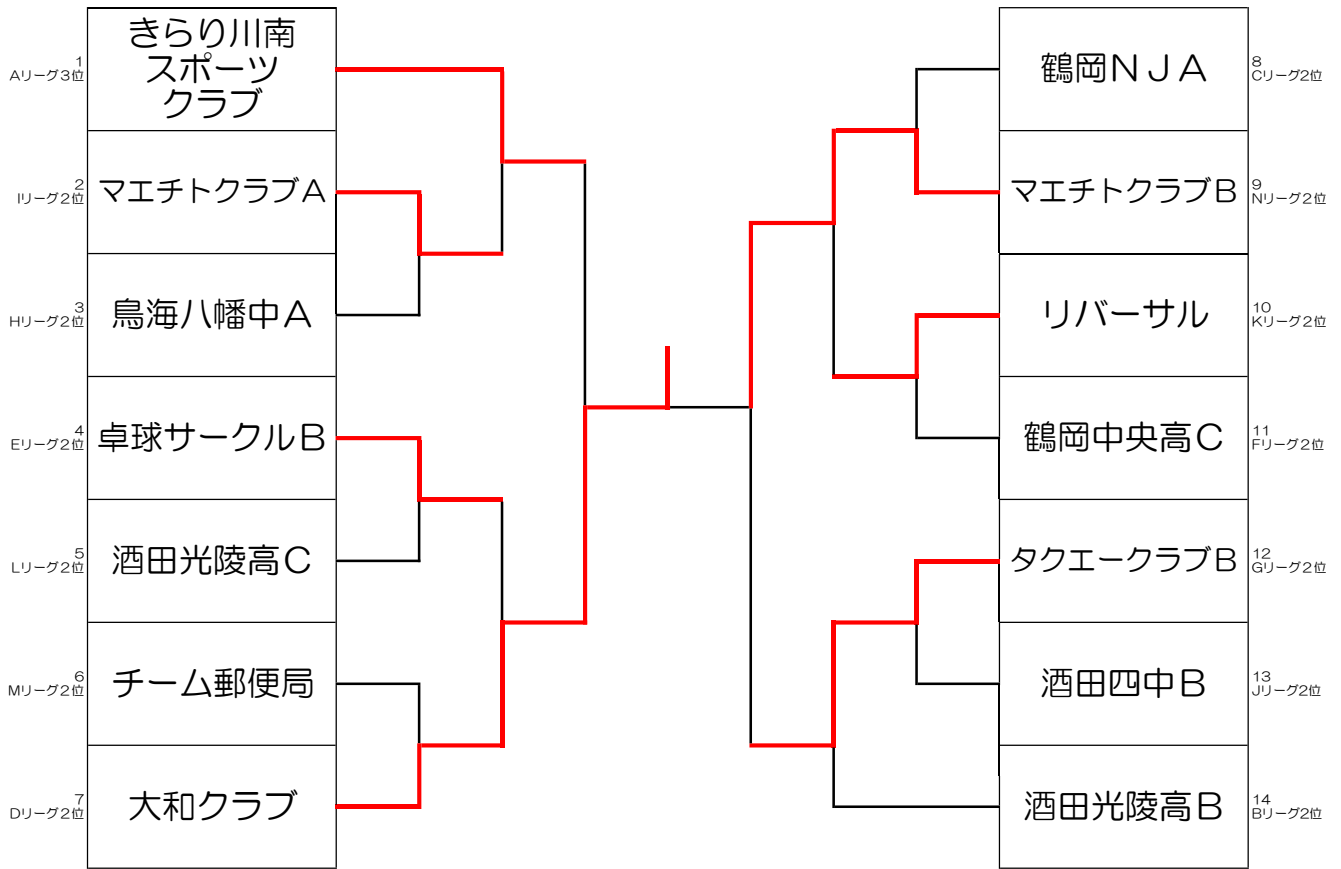 1
Aリーグ3位
きらり川南
スポーツ
クラブ
2
Iリーグ2位
マエチトクラブA
3
Hリーグ2位
鳥海八幡中A
4
Eリーグ2位
卓球サークルB
5
Lリーグ2位
酒田光陵高C
6
Mリーグ2位
チーム郵便局
7
Dリーグ2位
大和クラブ
鶴岡NJA
8
Cリーグ2位
マエチトクラブB
9
Nリーグ2位
リバーサル
10
Kリーグ2位
鶴岡中央高C
11
Fリーグ2位
タクエークラブB
12
Gリーグ2位
酒田四中B
13
Jリーグ2位
酒田光陵高B
14
Bリーグ2位